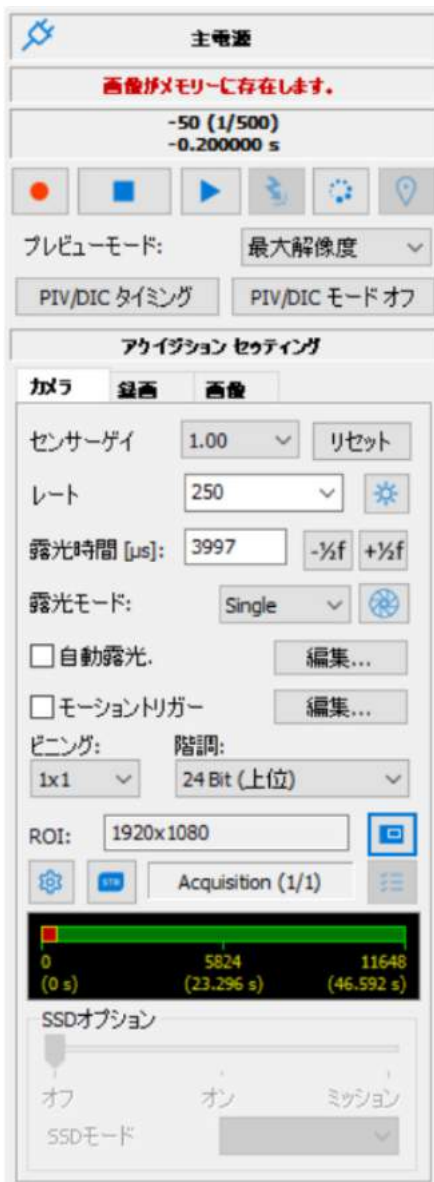 主電源
画像がメモリーに存在します。
-50 (1/500)
-0.200000 s
プレビューモード: 最大解像度
PIV/DIC タイミング PIV/DIC モード オフ
アクイジション セッティング
カメラ 録画 画像
センサーゲイ 1.00 リセット
レート 250
露光時間 [µs]: 3997 -½f +½f
露光モード: Single
自動露光. 編集...
モーショントリガー 編集...
ビニング: 階調:
1x1 24 Bit (上位)
ROI: 1920x1080
STB Acquisition (1/1)
0 5824 11648
(0 s) (23.296 s) (46.592 s)
SSDオプション
オフ オン ミッション
SSDモード